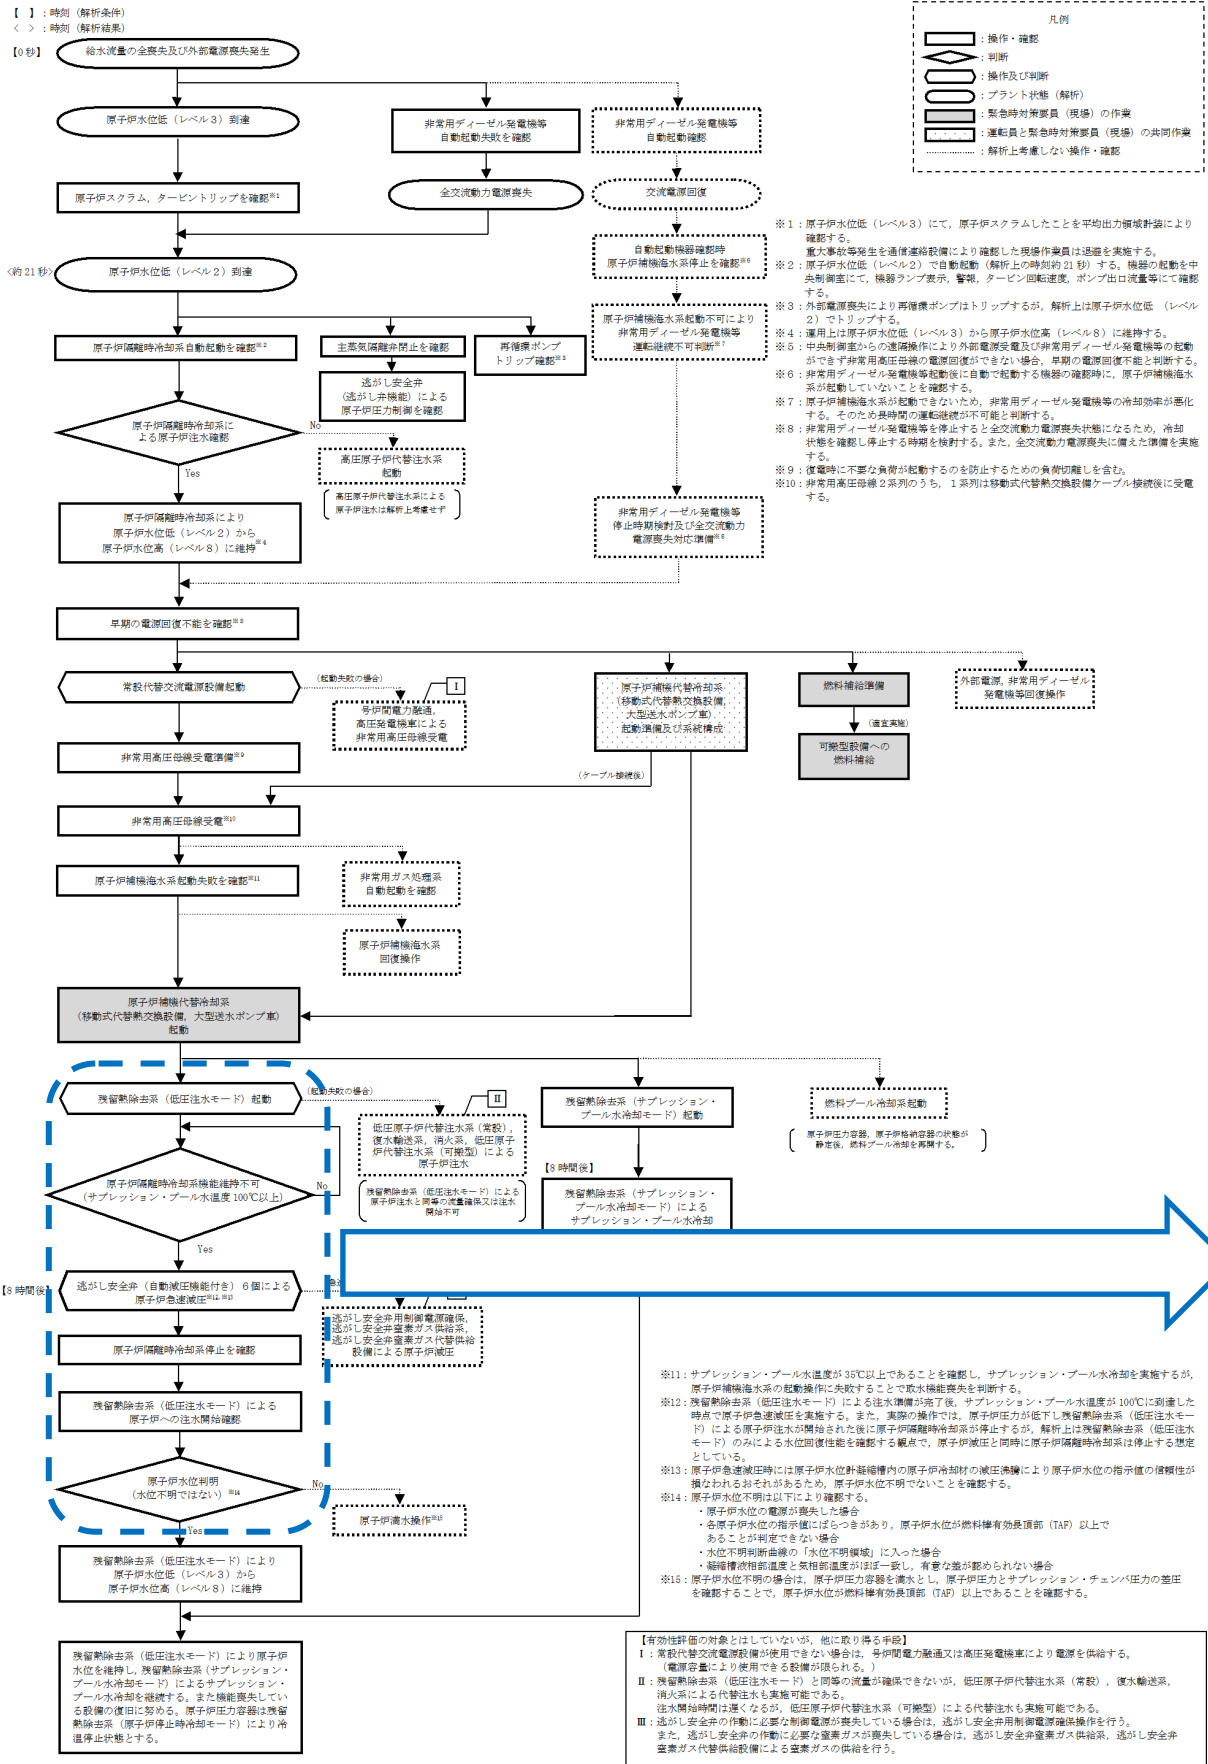 【　】：時刻（解析条件）
＜　＞：時刻（解析結果）
【0秒】
給水流量の全喪失及び外部電源喪失発生
凡例
：操作・確認
：判断
：操作及び判断
：プラント状態（解析）
：緊急時対策要員（現場）の作業
：運転員と緊急時対策要員（現場）の共同作業
：解析上考慮しない操作・確認
原子炉水位低（レベル３）到達
非常用ディーゼル発電機等
自動起動失敗を確認
非常用ディーゼル発電機等
自動起動確認
原子炉スクラム，タービントリップを確認※1
全交流動力電源喪失
交流電源回復
自動起動機器確認時
原子炉補機海水系停止を確認※6
〈約21秒〉
原子炉水位低（レベル２）到達
原子炉補機海水系起動不可により
非常用ディーゼル発電機等
運転継続不可判断※7
原子炉隔離時冷却系自動起動を確認※2
主蒸気隔離弁閉止を確認
再循環ポンプ
トリップ確認※3
逃がし安全弁
（逃がし弁機能）による
原子炉圧力制御を確認
原子炉隔離時冷却系に
よる原子炉注水確認
No
Yes
高圧原子炉代替注水系
起動
高圧原子炉代替注水系による
原子炉注水は解析上考慮せず
原子炉隔離時冷却系により
原子炉水位低（レベル２）から
原子炉水位高（レベル８）に維持※4
非常用ディーゼル発電機等
停止時期検討及び全交流動力
電源喪失対応準備※8
※１：原子炉水位低（レベル３）にて，原子炉スクラムしたことを平均出力領域計装により
確認する。
重大事故等発生を通信連絡設備により確認した現場作業員は退避を実施する。
※２：原子炉水位低（レベル２）で自動起動（解析上の時刻約21秒）する。機器の起動を中
央制御室にて，機器ランプ表示，警報，タービン回転速度，ポンプ出口流量等にて確認
する。
※３：外部電源喪失により再循環ポンプはトリップするが，解析上は原子炉水位低　（レベル
２）でトリップする。
※４：運用上は原子炉水位低（レベル３）から原子炉水位高（レベル８）に維持する。
※５：中央制御室からの遠隔操作により外部電源受電及び非常用ディーゼル発電機等の起動
ができず非常用高圧母線の電源回復ができない場合，早期の電源回復不能と判断する。
※６：非常用ディーゼル発電機等起動後に自動で起動する機器の確認時に，原子炉補機海水
系が起動していないことを確認する。
※７：原子炉補機海水系が起動できないため，非常用ディーゼル発電機等の冷却効率が悪化
する。そのため長時間の運転継続が不可能と判断する。
※８：非常用ディーゼル発電機等を停止すると全交流動力電源喪失状態になるため，冷却
状態を確認し停止する時期を検討する。また，全交流動力電源喪失に備えた準備を実施
する。
※９：復電時に不要な負荷が起動するのを防止するための負荷切離しを含む。
※10：非常用高圧母線２系列のうち，１系列は移動式代替熱交換設備ケーブル接続後に受電
する。
早期の電源回復不能を確認※5
常設代替交流電源設備起動
（起動失敗の場合）
Ⅰ
号炉間電力融通，
高圧発電機車による
非常用高圧母線受電
原子炉補機代替冷却系
（移動式代替熱交換設備，
大型送水ポンプ車）
起動準備及び系統構成
燃料補給準備
（適宜実施）
可搬型設備への
燃料補給
外部電源，非常用ディーゼル
発電機等回復操作
非常用高圧母線受電準備※9
（ケーブル接続後）
非常用高圧母線受電※10
原子炉補機海水系起動失敗を確認※11
非常用ガス処理系
自動起動を確認
原子炉補機海水系
回復操作
原子炉補機代替冷却系
（移動式代替熱交換設備，大型送水ポンプ車）
起動
残留熱除去系（低圧注水モード）起動
（起動失敗の場合）
Ⅱ
低圧原子炉代替注水系（常設），
復水輸送系，消火系，低圧原子
炉代替注水系（可搬型）による
原子炉注水
残留熱除去系（低圧注水モード）による
原子炉注水と同等の流量確保又は注水
開始不可
残留熱除去系（サプレッション・
プール水冷却モード）起動
燃料プール冷却系起動
原子炉圧力容器，原子炉格納容器の状態が
静定後，燃料プール冷却を再開する。
【8時間後】
残留熱除去系（サプレッション・
プール水冷却モード）による
サプレッション・プール水冷却
原子炉隔離時冷却系機能維持不可
（サプレッション・プール水温度100℃以上）
No
Yes
【8時間後】
逃がし安全弁（自動減圧機能付き）６個による
原子炉急速減圧※12，※13
逃がし安全弁用制御電源確保，
逃がし安全弁窒素ガス供給系，
逃がし安全弁窒素ガス代替供給
設備による原子炉減圧
原子炉隔離時冷却系停止を確認
残留熱除去系（低圧注水モード）による
原子炉への注水開始確認
原子炉水位判明
（水位不明ではない）※14
No
Yes
原子炉満水操作※15
残留熱除去系（低圧注水モード）により
原子炉水位低（レベル３）から
原子炉水位高（レベル８）に維持
残留熱除去系（低圧注水モード）により原子炉
水位を維持し，残留熱除去系（サプレッション・
プール水冷却モード）によるサプレッション・
プール水冷却を継続する。また機能喪失してい
る設備の復旧に努める。原子炉圧力容器は残留
熱除去系（原子炉停止時冷却モード）により冷
温停止状態とする。
※11：サプレッション・プール水温度が35℃以上であることを確認し，サプレッション・プール水冷却を実施するが，
原子炉補機海水系の起動操作に失敗することで取水機能喪失を判断する。
※12：残留熱除去系（低圧注水モード）による注水準備が完了後，サプレッション・プール水温度が100℃に到達した
時点で原子炉急速減圧を実施する。また，実際の操作では，原子炉圧力が低下し残留熱除去系（低圧注水モー
ド）による原子炉注水が開始された後に原子炉隔離時冷却系が停止するが，解析上は残留熱除去系（低圧注水
モード）のみによる水位回復性能を確認する観点で，原子炉減圧と同時に原子炉隔離時冷却系は停止する想定
としている。
※13：原子炉急速減圧時には原子炉水位計凝縮槽内の原子炉冷却材の減圧沸騰により原子炉水位の指示値の信頼性が
損なわれるおそれがあるため，原子炉水位不明でないことを確認する。
※14：原子炉水位不明は以下により確認する。
・原子炉水位の電源が喪失した場合
・各原子炉水位の指示値にばらつきがあり，原子炉水位が燃料棒有効長頂部（TAF）以上で
あることが判定できない場合
・水位不明判断曲線の「水位不明領域」に入った場合
・凝縮槽液相部温度と気相部温度がほぼ一致し，有意な差が認められない場合
※15：原子炉水位不明の場合は，原子炉圧力容器を満水とし，原子炉圧力とサプレッション・チェンバ圧力の差圧
を確認することで，原子炉水位が燃料棒有効長頂部（TAF）以上であることを確認する。
【有効性評価の対象とはしていないが，他に取り得る手段】
Ⅰ：常設代替交流電源設備が使用できない場合は，号炉間電力融通又は高圧発電機車により電源を供給する。
（電源容量により使用できる設備が限られる。）
Ⅱ：残留熱除去系（低圧注水モード）と同等の流量が確保できないが，低圧原子炉代替注水系（常設），復水輸送系，
消火系による代替注水も実施可能である。
注水開始時間は遅くなるが，低圧原子炉代替注水系（可搬型）による代替注水も実施可能である。
Ⅲ：逃がし安全弁の作動に必要な制御電源が喪失している場合は，逃がし安全弁用制御電源確保操作を行う。
また，逃がし安全弁の作動に必要な窒素ガスが喪失している場合は，逃がし安全弁窒素ガス供給系，逃がし安全弁
窒素ガス代替供給設備による窒素ガスの供給を行う。